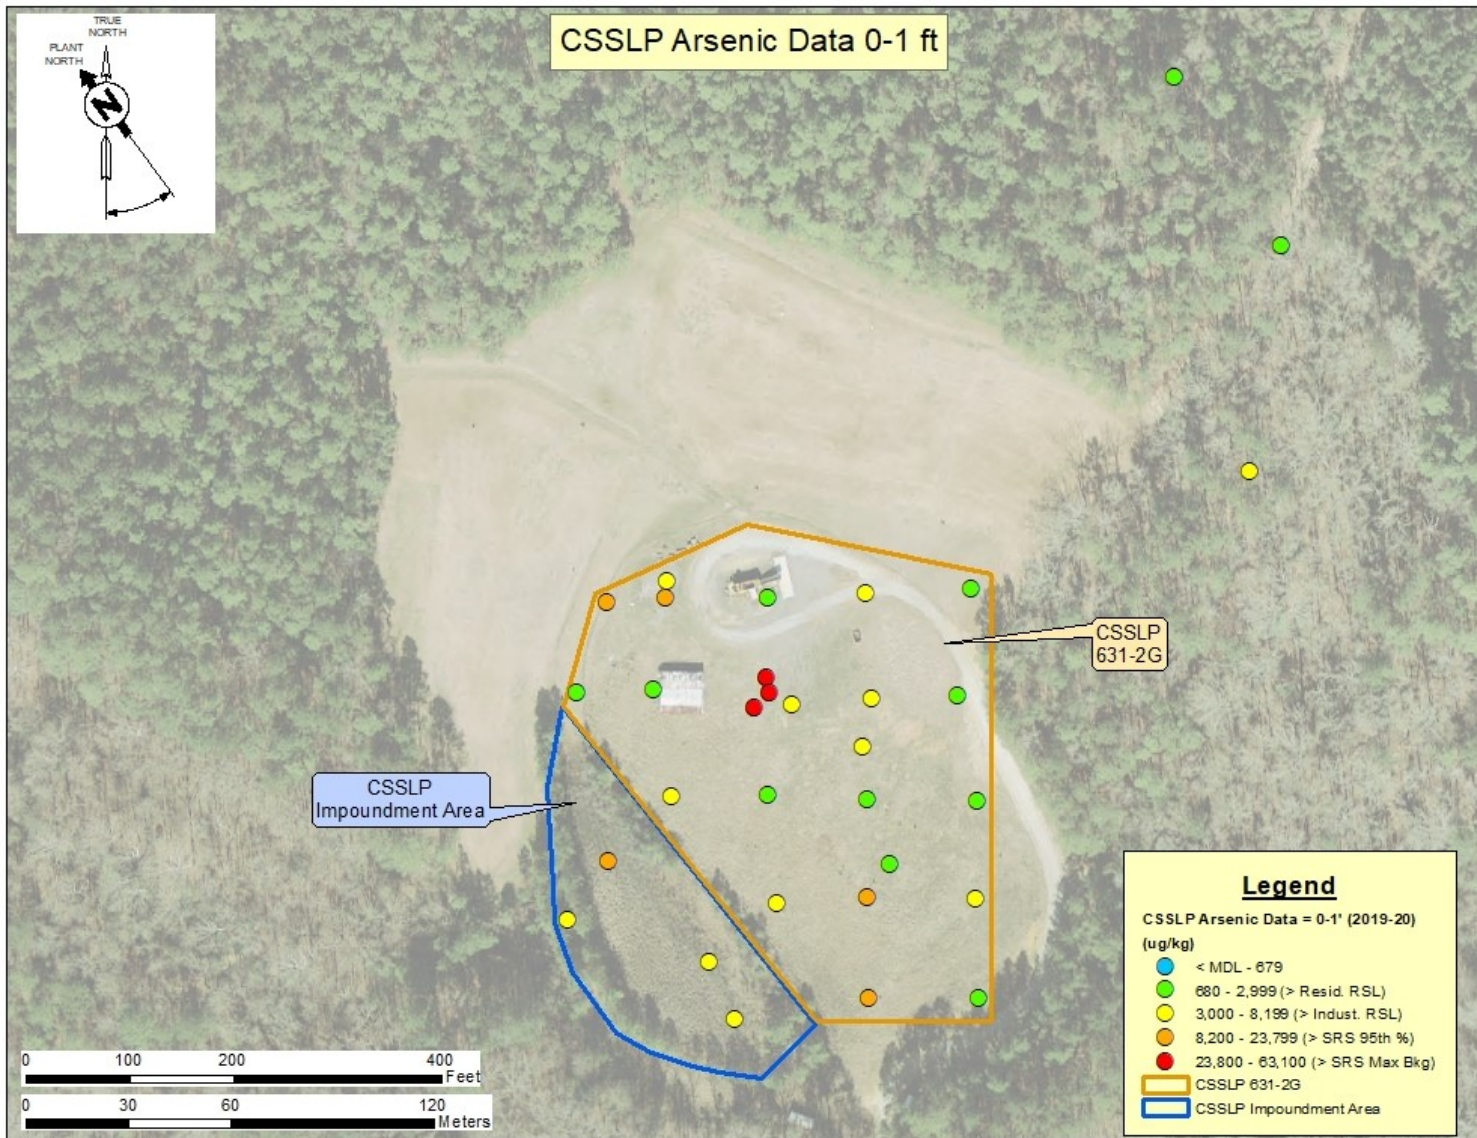 CSSLP Arsenic Data 0-1 ft
TRUE
NORTH
PLANT
NORTH
N
CSSLP
631-2G
CSSLP
Impoundment Area
Legend
CSSLP Arsenic Data = 0-1' (2019-20)
(ug/kg)
< MDL - 679
680 - 2,999 (> Resid. RSL)
3,000 - 8,199 (> Indust. RSL)
8,200 - 23,799 (> SRS 95th %)
23,800 - 63,100 (> SRS Max Bkg)
CSSLP 631-2G
CSSLP Impoundment Area
0 100 200 400
Feet
0 30 60 120
Meters